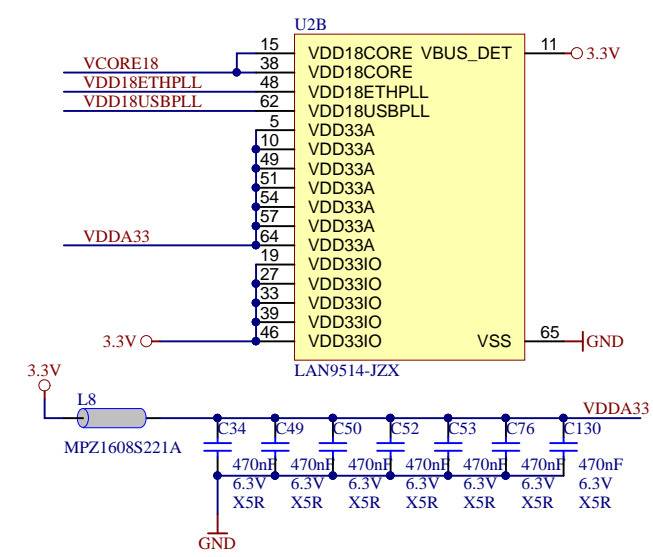 U2B
15 VDD18CORE VBUS_DET 11 3.3V
VCORE18 38 VDD18CORE
VDD18ETHPLL 48 VDD18ETHPLL
VDD18USBPLL 62 VDD18USBPLL
5 VDD33A
10 VDD33A
49 VDD33A
51 VDD33A
54 VDD33A
57 VDD33A
VDDA33 64 VDD33A
19 VDD33IO
27 VDD33IO
33 VDD33IO
39 VDD33IO
3.3V 46 VDD33IO VSS 65 GND
LAN9514-JZX
3.3V
L8 VDDA33
MPZ1608S221A
C34 C49 C50 C52 C53 C76 C130
470nF 470nF 470nF 470nF 470nF 470nF 470nF
6.3V 6.3V 6.3V 6.3V 6.3V 6.3V 6.3V
X5R X5R X5R X5R X5R X5R X5R
GND